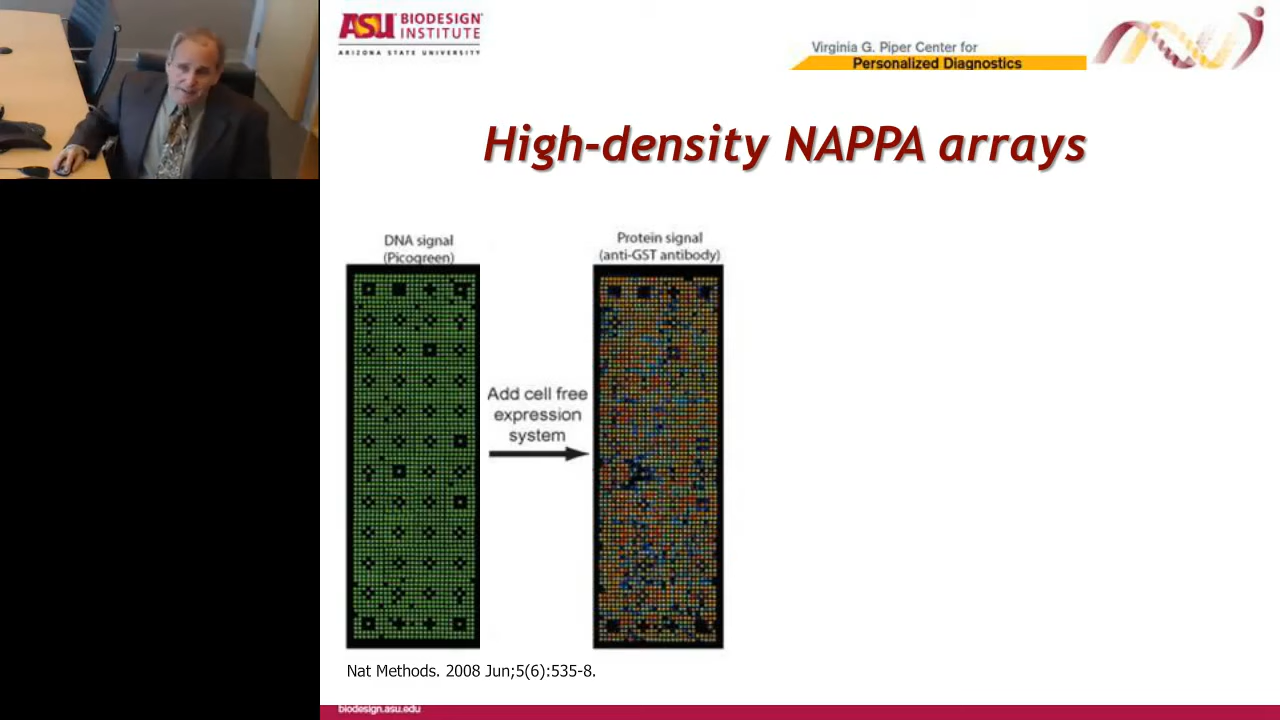 ASU BIODESIGN
INSTITUTE
ARIZONA STATE UNIVERSITY
Virginia G. Piper Center for
Personalized Diagnostics
High-density NAPPA arrays
DNA signal
(Picogreen)
Protein signal
(anti-GST antibody)
Add cell free
expression
system
Nat Methods. 2008 Jun;5(6):535-8.
biodesign.asu.edu